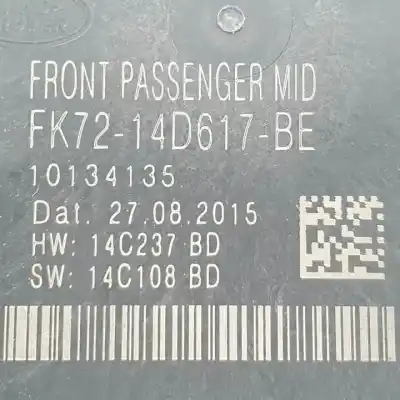 FRONT PASSENGER MID
FK72-14D617-BE
10134135
Dat. 27.08.2015
HW: 14C237 BD
SW: 14C108 BD